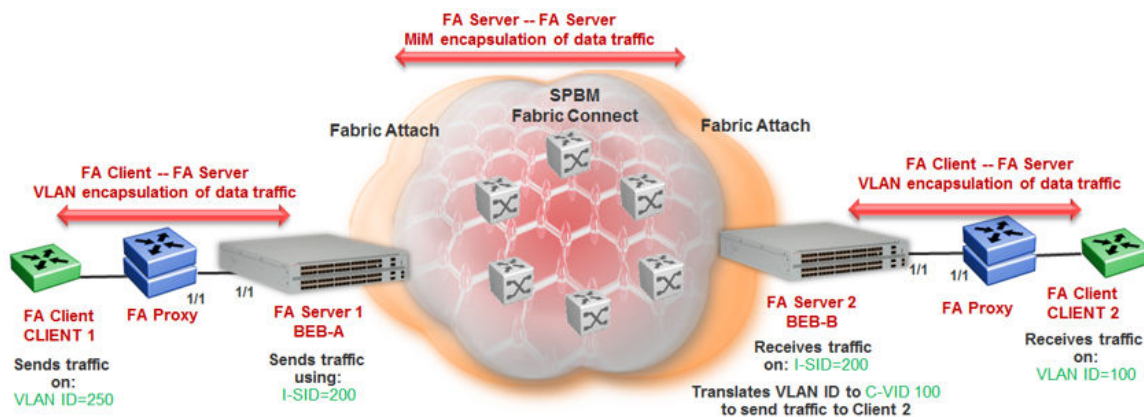 FA Server -- FA Server
MiM encapsulation of data traffic
SPBM
Fabric Connect
Fabric Attach
Fabric Attach
FA Client -- FA Server
VLAN encapsulation of data traffic
FA Client -- FA Server
VLAN encapsulation of data traffic
1/1
1/1
1/1
1/1
FA Client
CLIENT 1
FA Proxy
FA Server 1
BEB-A
FA Server 2
BEB-B
FA Proxy
FA Client
CLIENT 2
Sends traffic
on:
VLAN ID=250
Sends traffic
using:
I-SID=200
Receives traffic
on: I-SID=200
Translates VLAN ID to C-VID 100
to send traffic to Client 2
Receives traffic
on:
VLAN ID=100